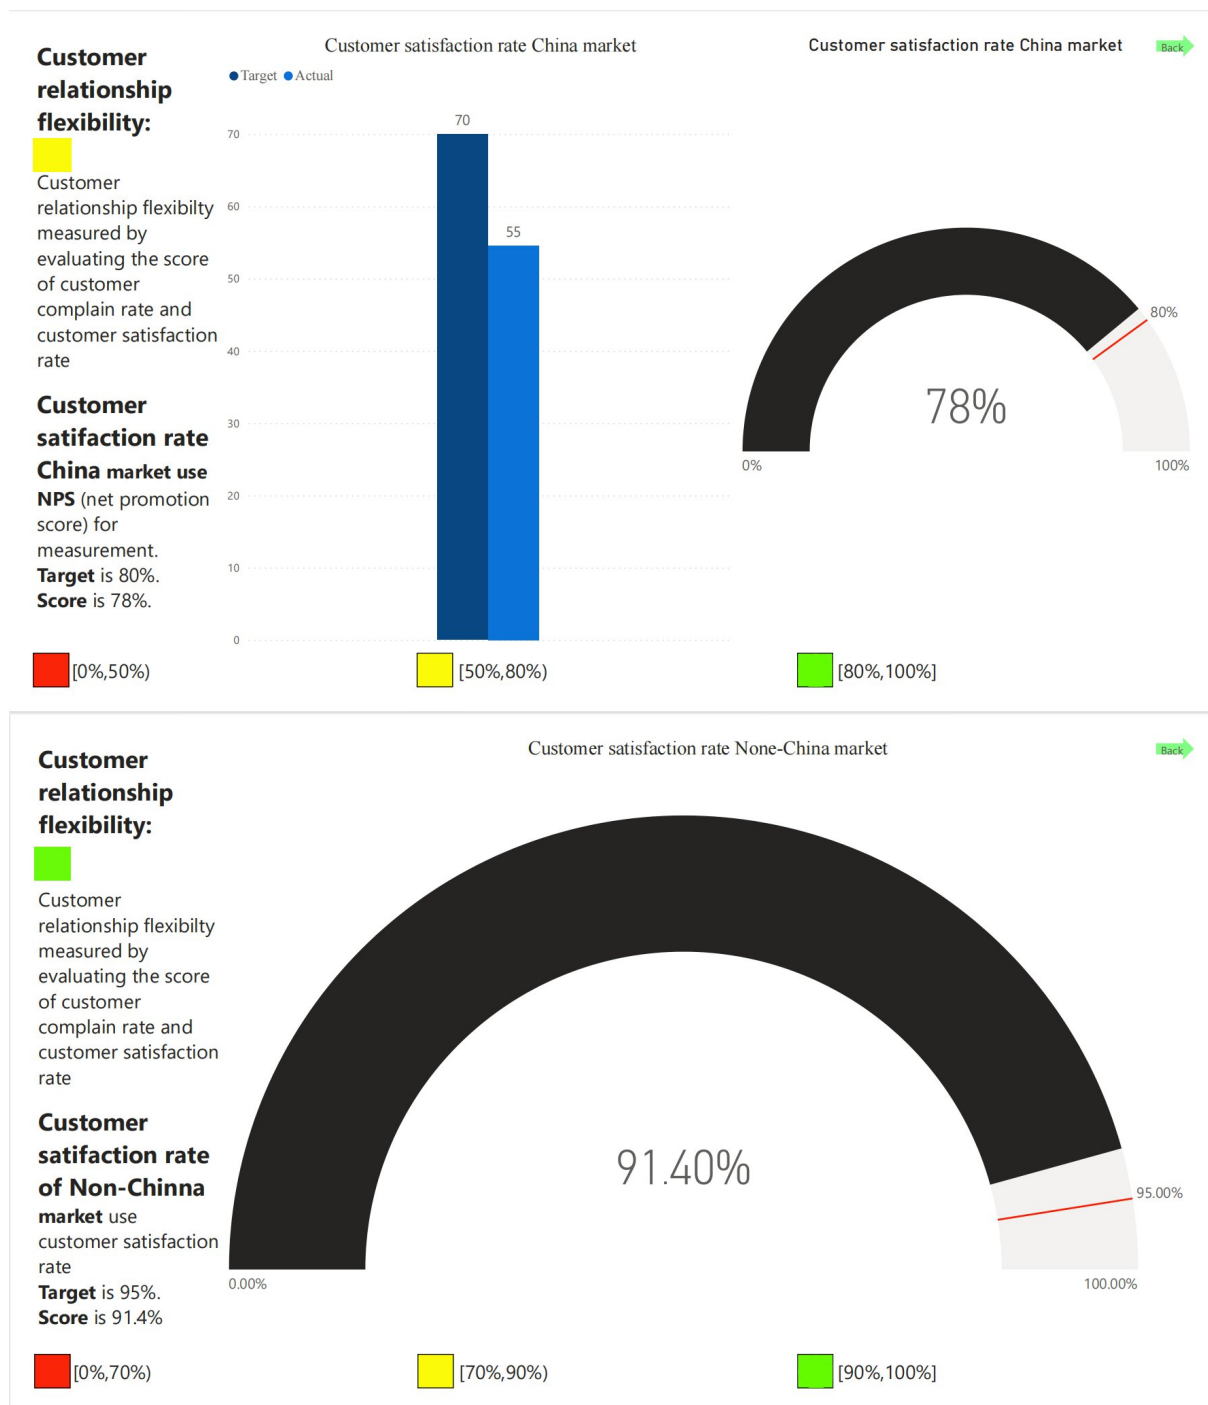 Customer
relationship
flexibility:
Customer
relationship flexibilty
measured by
evaluating the score
of customer
complain rate and
customer satisfaction
rate
Customer
satifaction rate
China market use
NPS (net promotion
score) for
measurement.
Target is 80%.
Score is 78%.
Customer satisfaction rate China market
Target Actual
70
60
50
40
30
20
10
0
70
55
Customer satisfaction rate China market
Back
80%
78%
0%
100%
[0%,50%)
[50%,80%)
[80%,100%]
Customer
relationship
flexibility:
Customer
relationship flexibilty
measured by
evaluating the score
of customer
complain rate and
customer satisfaction
rate
Customer
satifaction rate
of Non-Chinna
market use
customer satisfaction
rate
Target is 95%.
Score is 91.4%
Customer satisfaction rate None-China market
Back
91.40%
95.00%
0.00%
100.00%
[0%,70%)
[70%,90%)
[90%,100%]